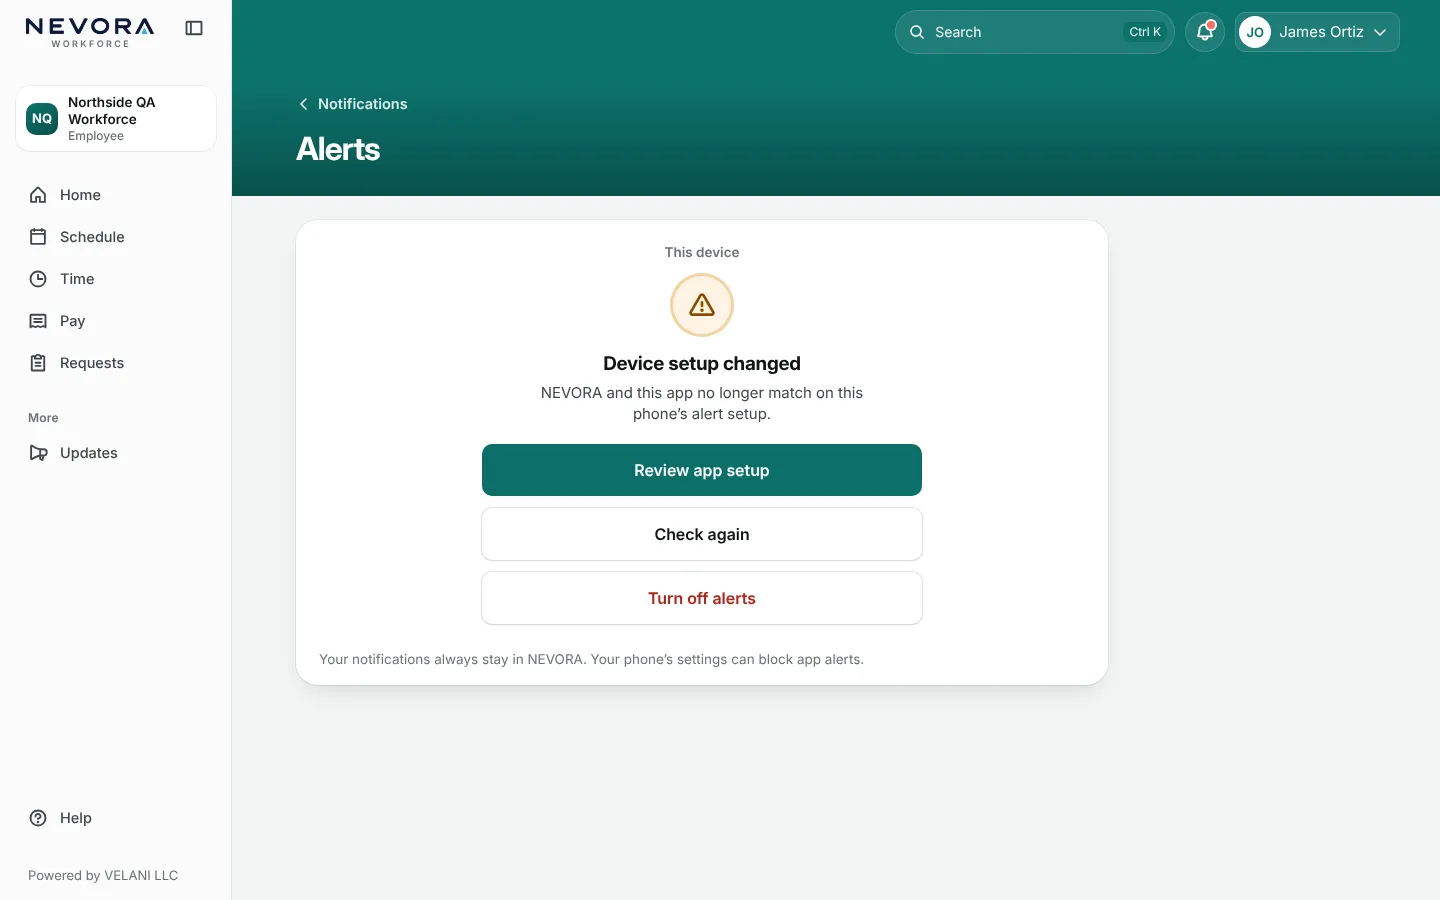 NEVORA
WORKFORCE
NQ
Northside QA
Workforce
Employee
Home
Schedule
Time
Pay
Requests
More
Updates
Help
Powered by VELANI LLC
Search
Ctrl K
JO
James Ortiz
Notifications
Alerts
This device
Device setup changed
NEVORA and this app no longer match on this
phone’s alert setup.
Review app setup
Check again
Turn off alerts
Your notifications always stay in NEVORA. Your phone’s settings can block app alerts.